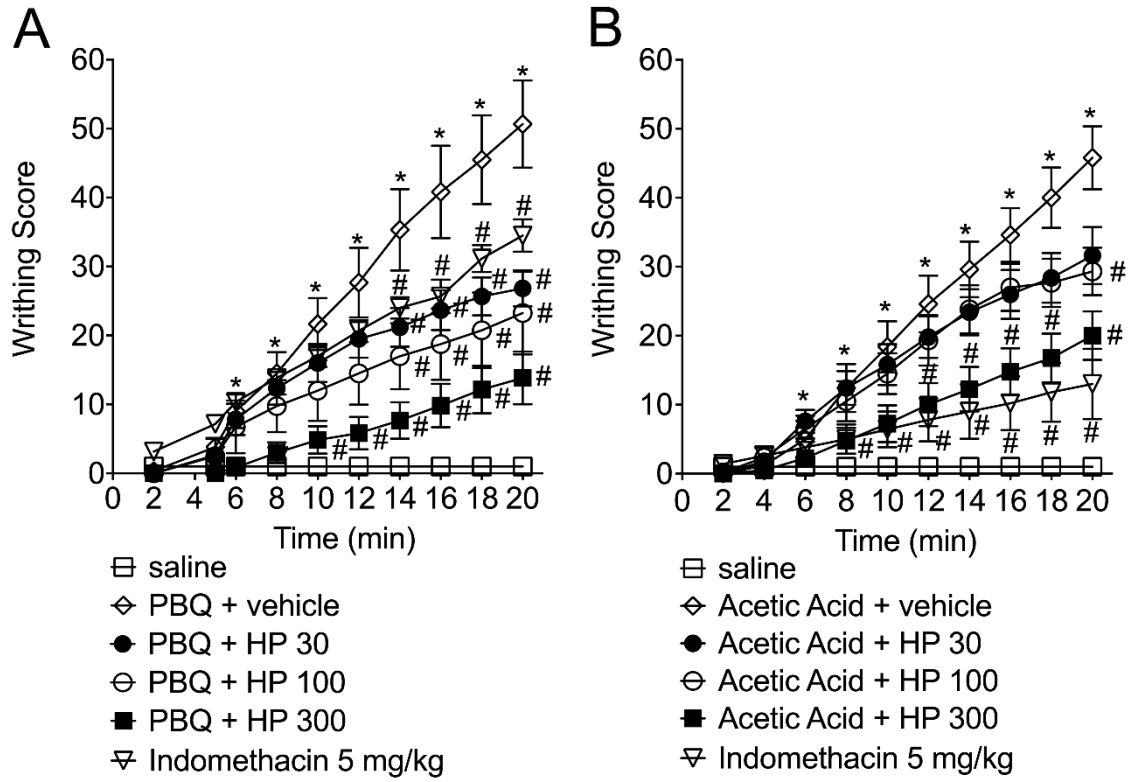 A
60
50
40
30
20
10
0
Writhing Score
* * * * * * * *
# # # #
# # # #
# # # #
# # # # # #
0 2 4 6 8 10 12 14 16 18 20
Time (min)
saline
PBQ + vehicle
PBQ + HP 30
PBQ + HP 100
PBQ + HP 300
Indomethacin 5 mg/kg
B
60
50
40
30
20
10
0
Writhing Score
* * * * * * * *
#
# # # # #
# # # # # # #
0 2 4 6 8 10 12 14 16 18 20
Time (min)
saline
Acetic Acid + vehicle
Acetic Acid + HP 30
Acetic Acid + HP 100
Acetic Acid + HP 300
Indomethacin 5 mg/kg